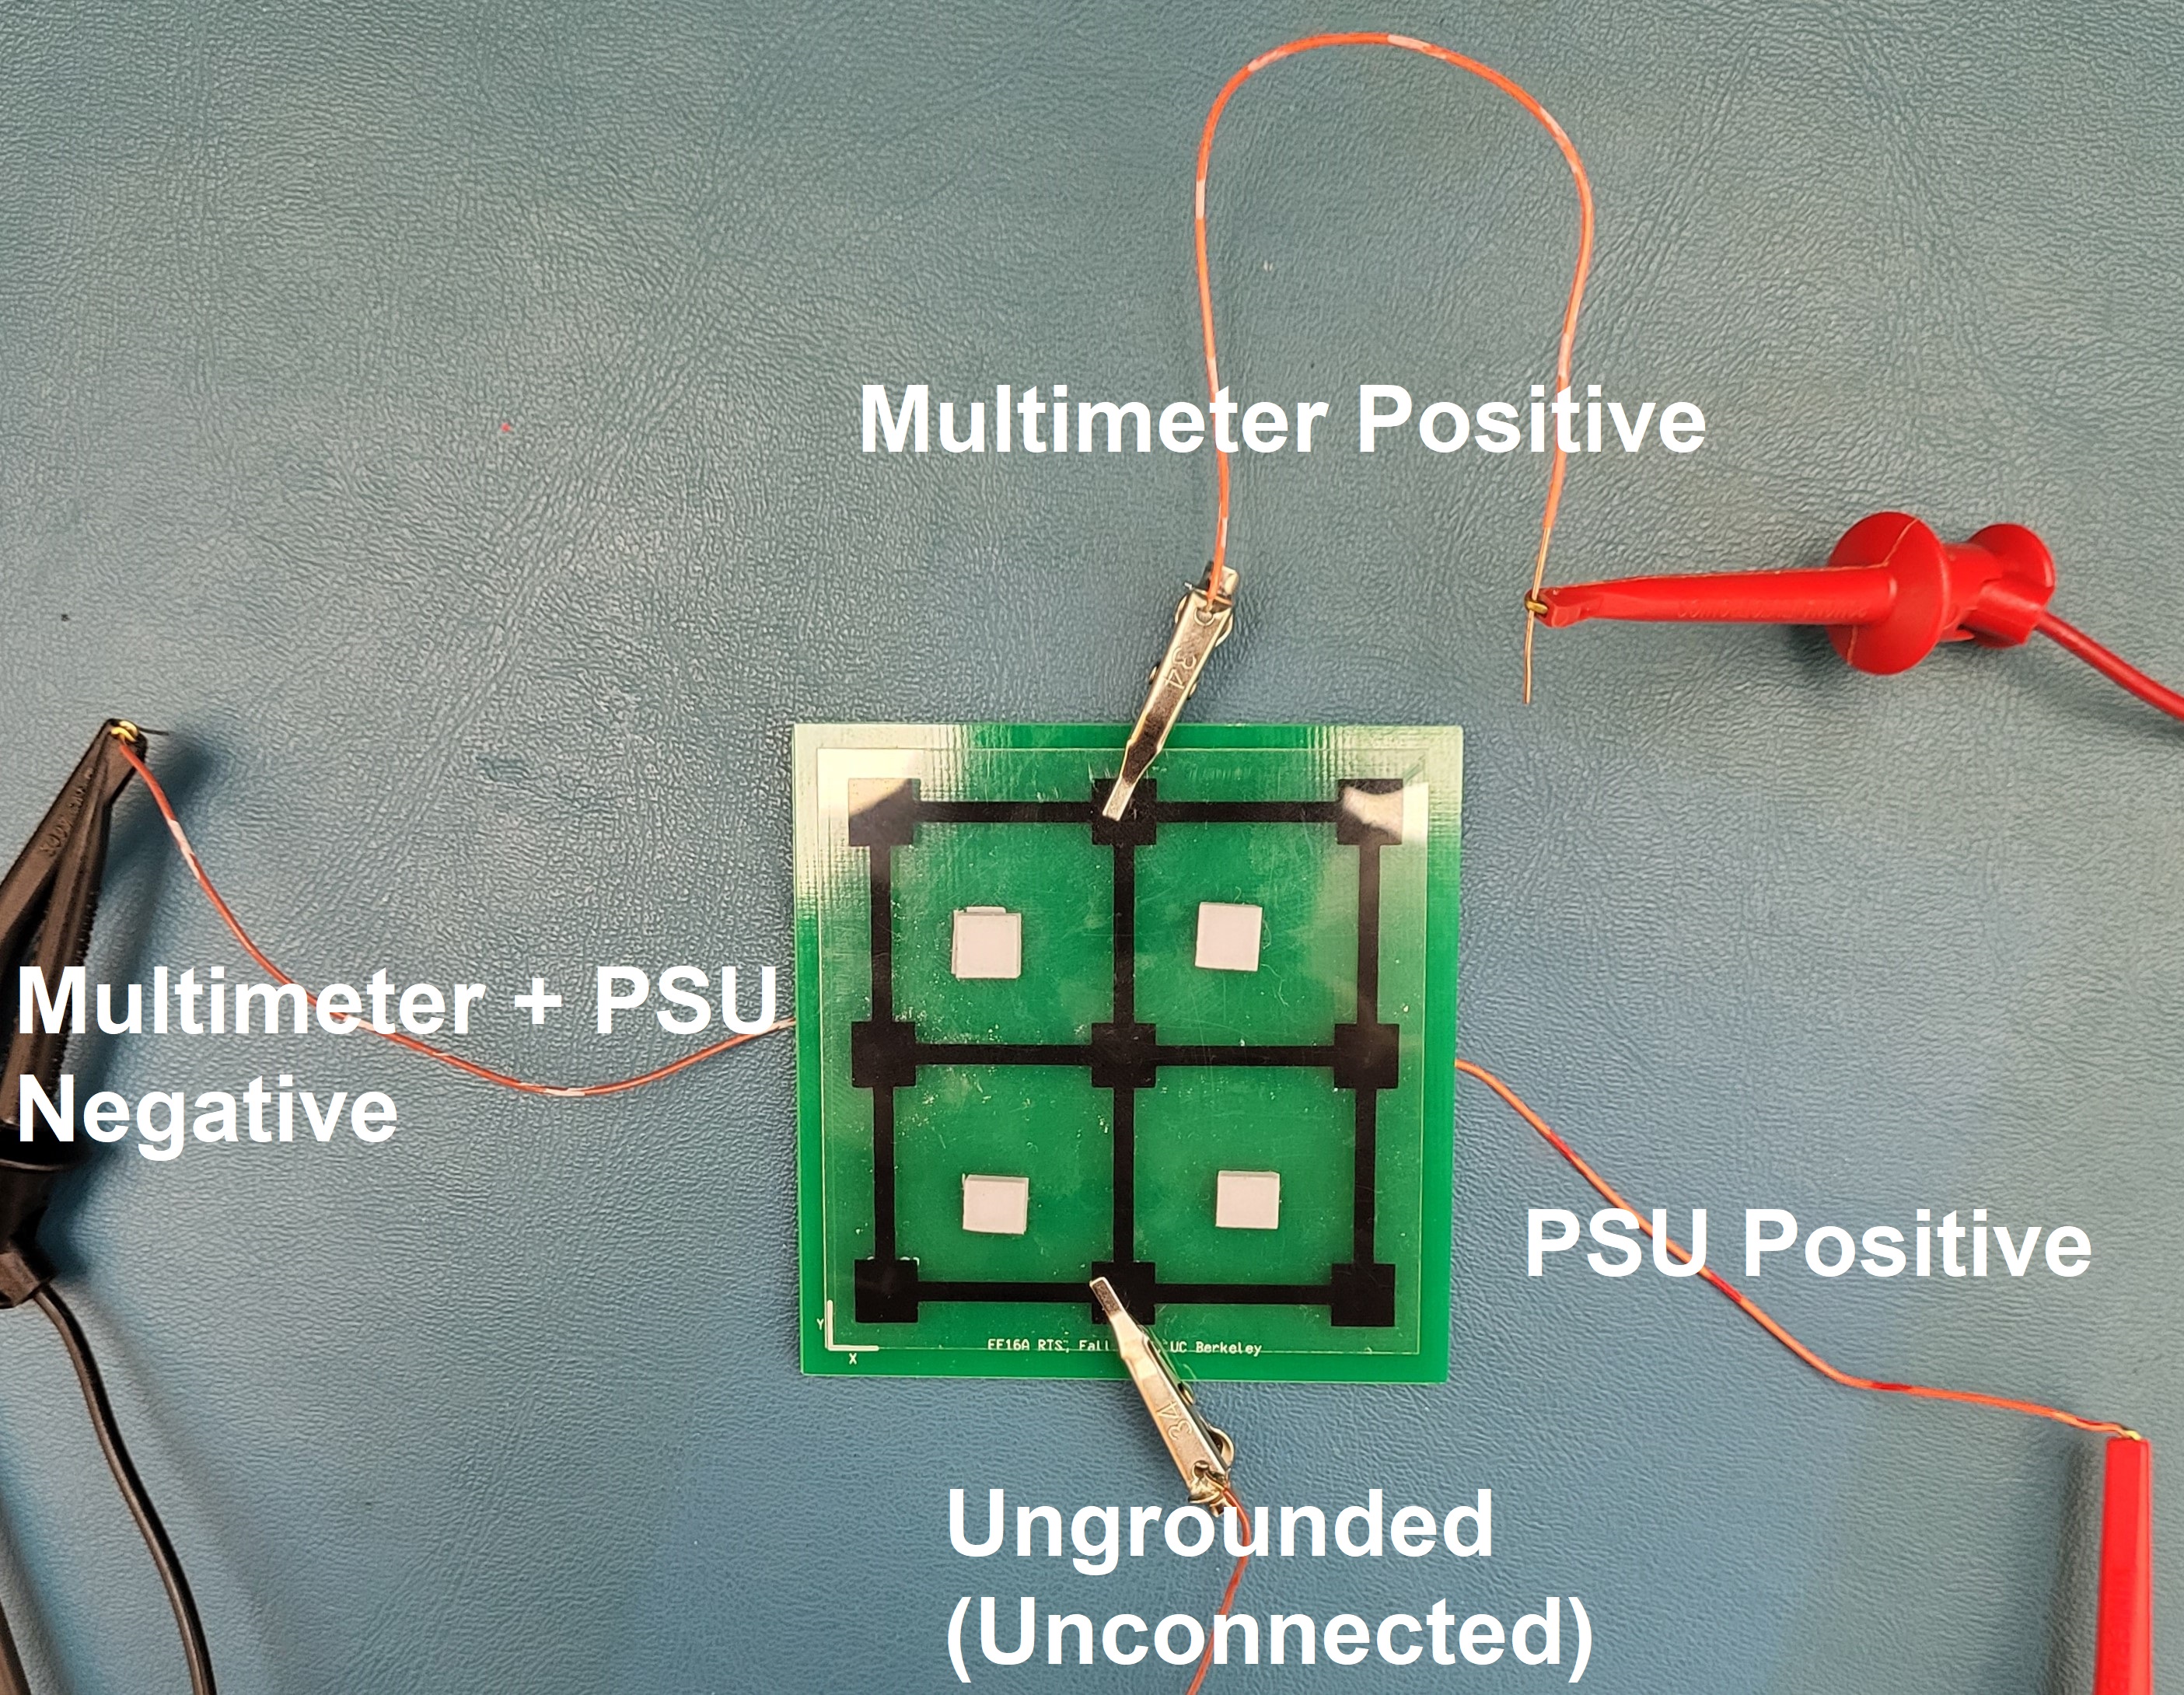 Multimeter Positive
34
Multimeter + PSU
Negative
PSU Positive
Y
X
EE16A RTS, Fall UC Berkeley
34
Ungrounded
(Unconnected)